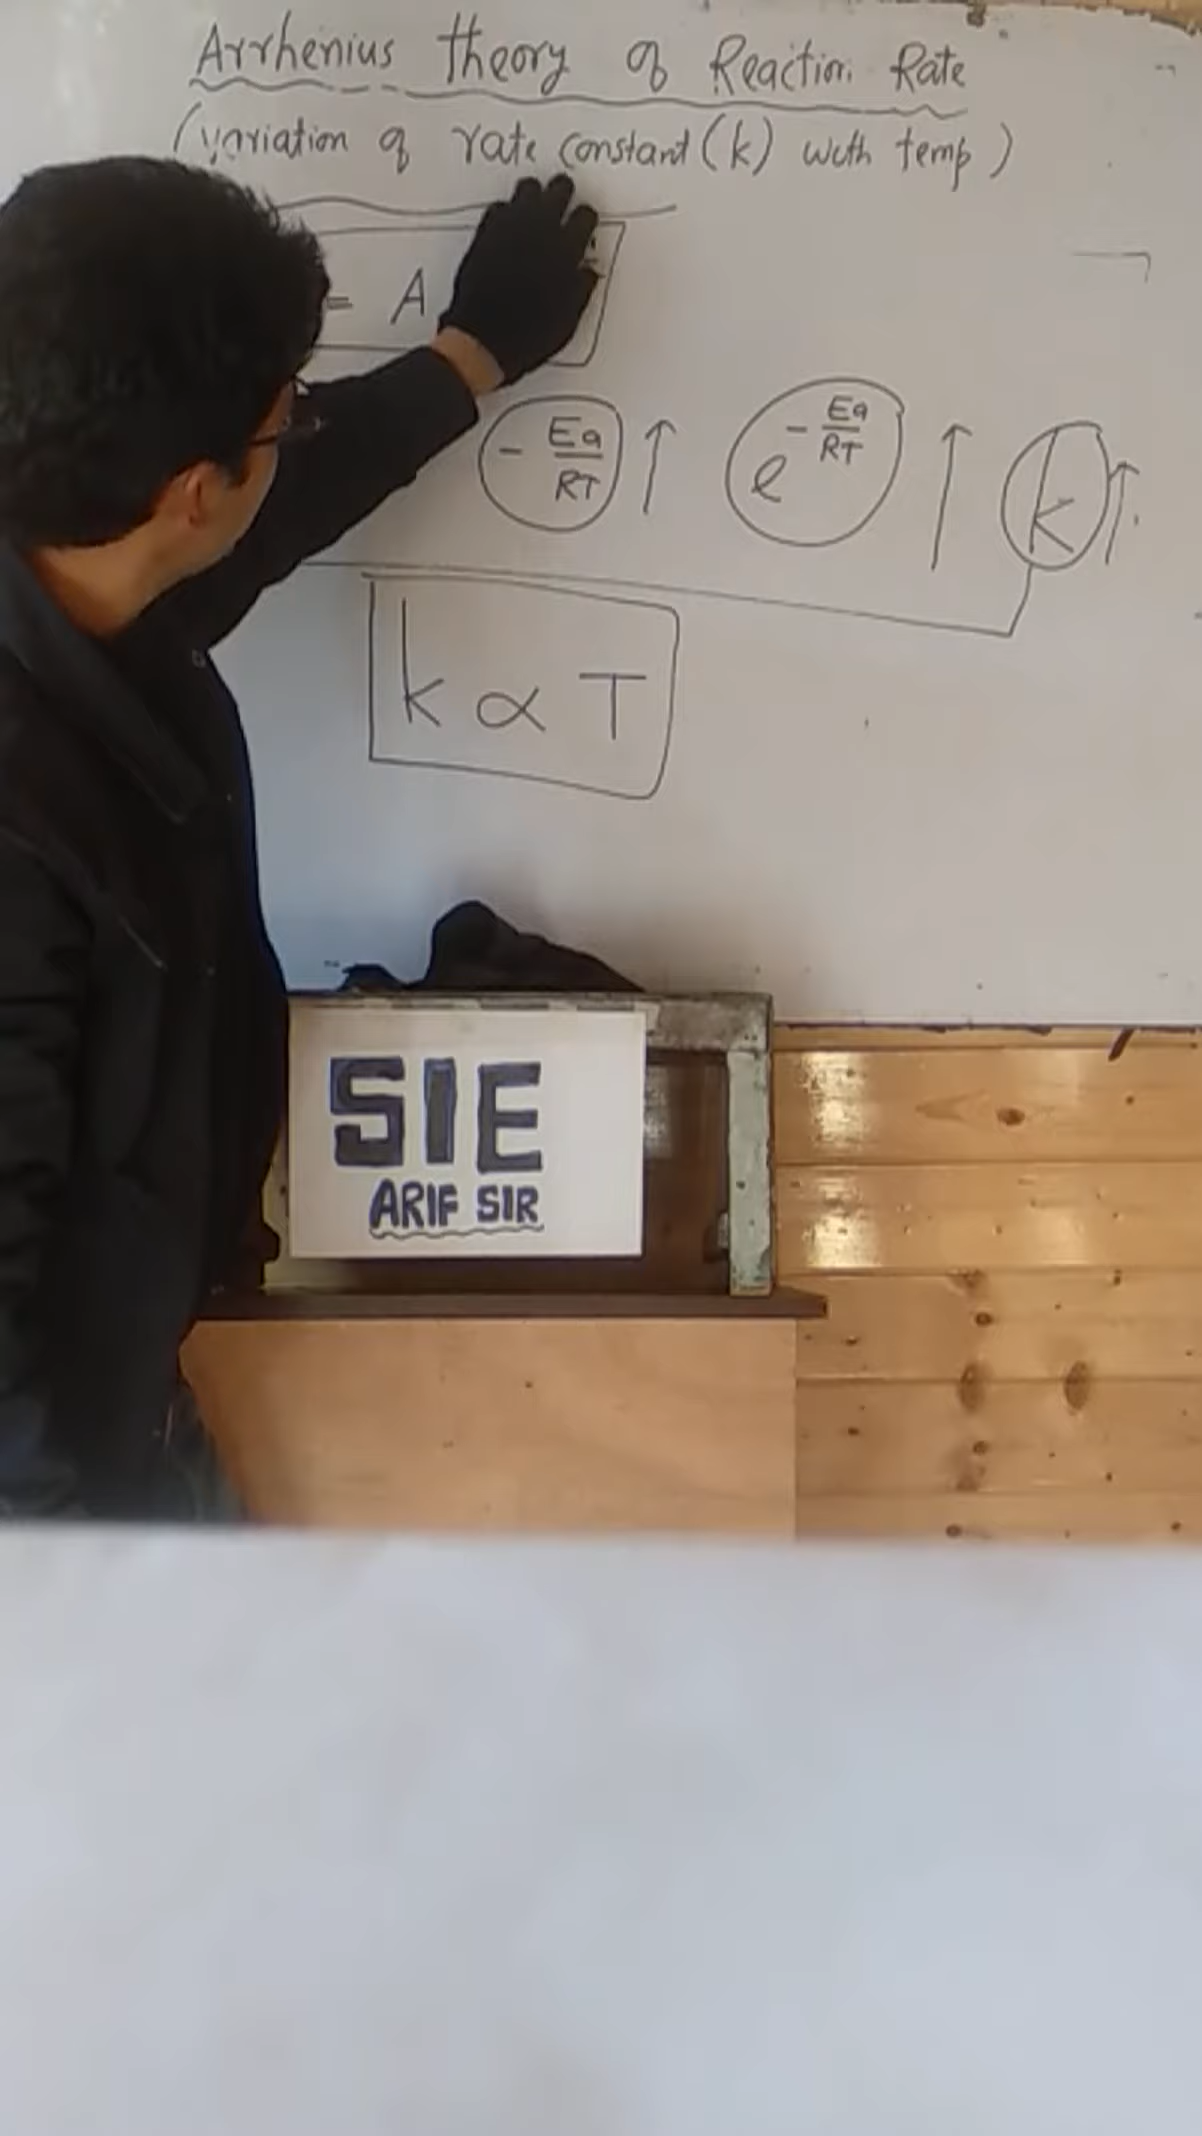 Arrhenius theory of Reaction Rate
(variation of rate constant (k) with temp)
= A
- Ea/RT ↑ e^-Ea/RT ↑ k ↑
k ∝ T
SIE
ARIF SIR